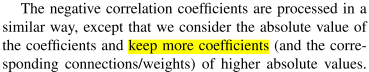 The negative correlation coefficients are processed in a
similar way, except that we consider the absolute value of
the coefficients and keep more coefficients (and the corre-
sponding connections/weights) of higher absolute values.